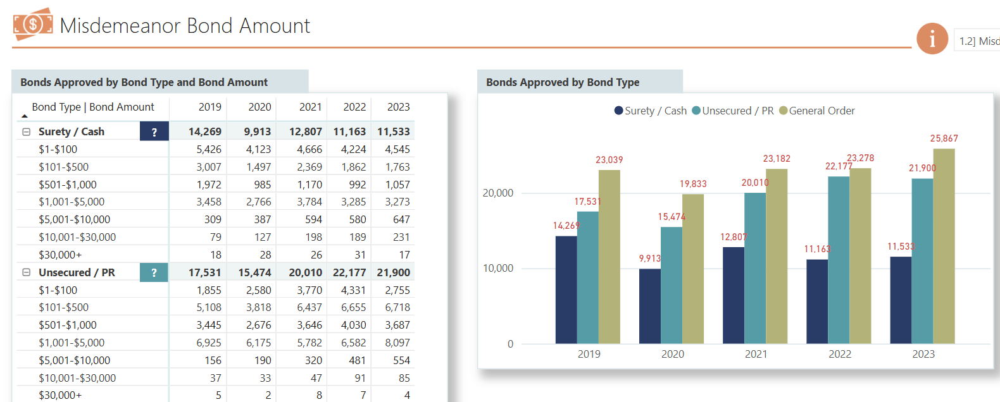 Misdemeanor Bond Amount
i
1.2] Misd
Bonds Approved by Bond Type and Bond Amount
Bond Type | Bond Amount 2019 2020 2021 2022 2023
Surety / Cash ? 14,269 9,913 12,807 11,163 11,533
$1-$100 5,426 4,123 4,666 4,224 4,545
$101-$500 3,007 1,497 2,369 1,862 1,763
$501-$1,000 1,972 985 1,170 992 1,057
$1,001-$5,000 3,458 2,766 3,784 3,285 3,273
$5,001-$10,000 309 387 594 580 647
$10,001-$30,000 79 127 198 189 231
$30,000+ 18 28 26 31 17
Unsecured / PR ? 17,531 15,474 20,010 22,177 21,900
$1-$100 1,855 2,580 3,770 4,331 2,755
$101-$500 5,108 3,818 6,437 6,655 6,718
$501-$1,000 3,445 2,676 3,646 4,030 3,687
$1,001-$5,000 6,925 6,175 5,782 6,582 8,097
$5,001-$10,000 156 190 320 481 554
$10,001-$30,000 37 33 47 91 85
$30,000+ 5 2 8 7 4
Bonds Approved by Bond Type
Surety / Cash Unsecured / PR General Order
25,867
23,039 23,182 23,278
22,177 21,900
19,833 20,010
20,000
17,531
15,474
14,269
12,807
11,163 11,533
9,913
10,000
0
2019 2020 2021 2022 2023